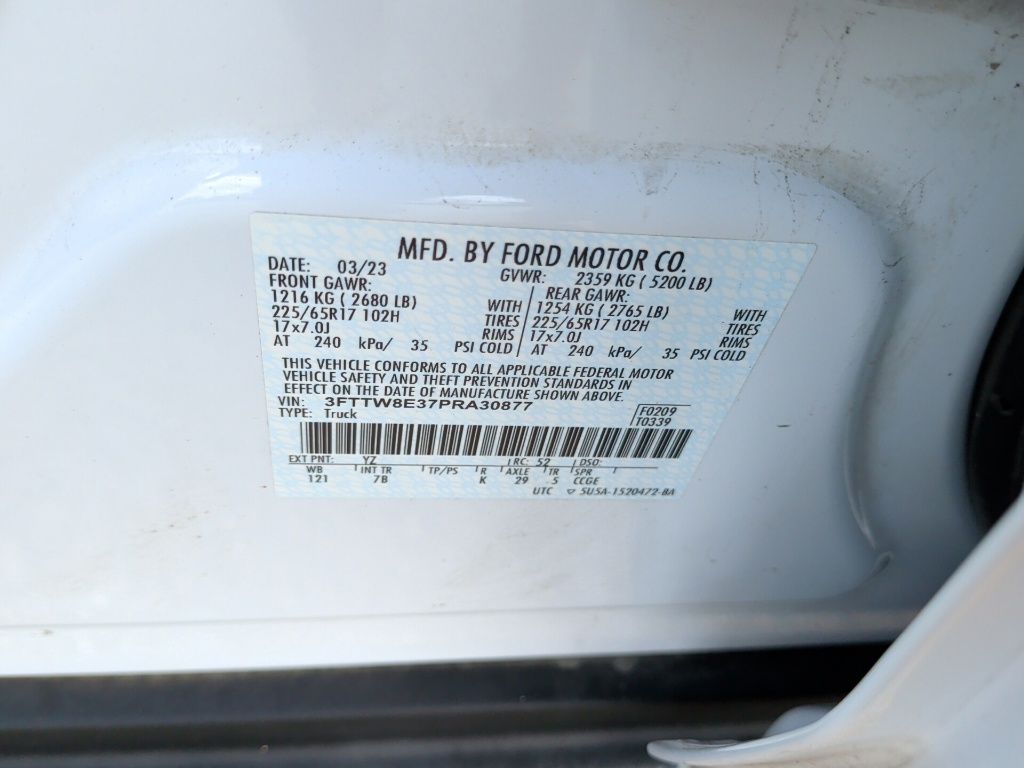 MFD. BY FORD MOTOR CO.
DATE: 03/23 GVWR: 2359 KG ( 5200 LB)
FRONT GAWR: REAR GAWR:
1216 KG ( 2680 LB) WITH 1254 KG ( 2765 LB) WITH
225/65R17 102H TIRES 225/65R17 102H TIRES
17x7.0J RIMS 17x7.0J RIMS
AT 240 kPa/ 35 PSI COLD AT 240 kPa/ 35 PSI COLD
THIS VEHICLE CONFORMS TO ALL APPLICABLE FEDERAL MOTOR
VEHICLE SAFETY AND THEFT PREVENTION STANDARDS IN
EFFECT ON THE DATE OF MANUFACTURE SHOWN ABOVE.
VIN: 3FTTW8E37PRA30877 F0209
TYPE: Truck T0339
EXT PNT: YZ RC: 52 DSO:
WB INT TR TP/PS R AXLE TR SPR
121 7B K 29 5 CCGE
UTC ▽ 5U5A-1520472-BA